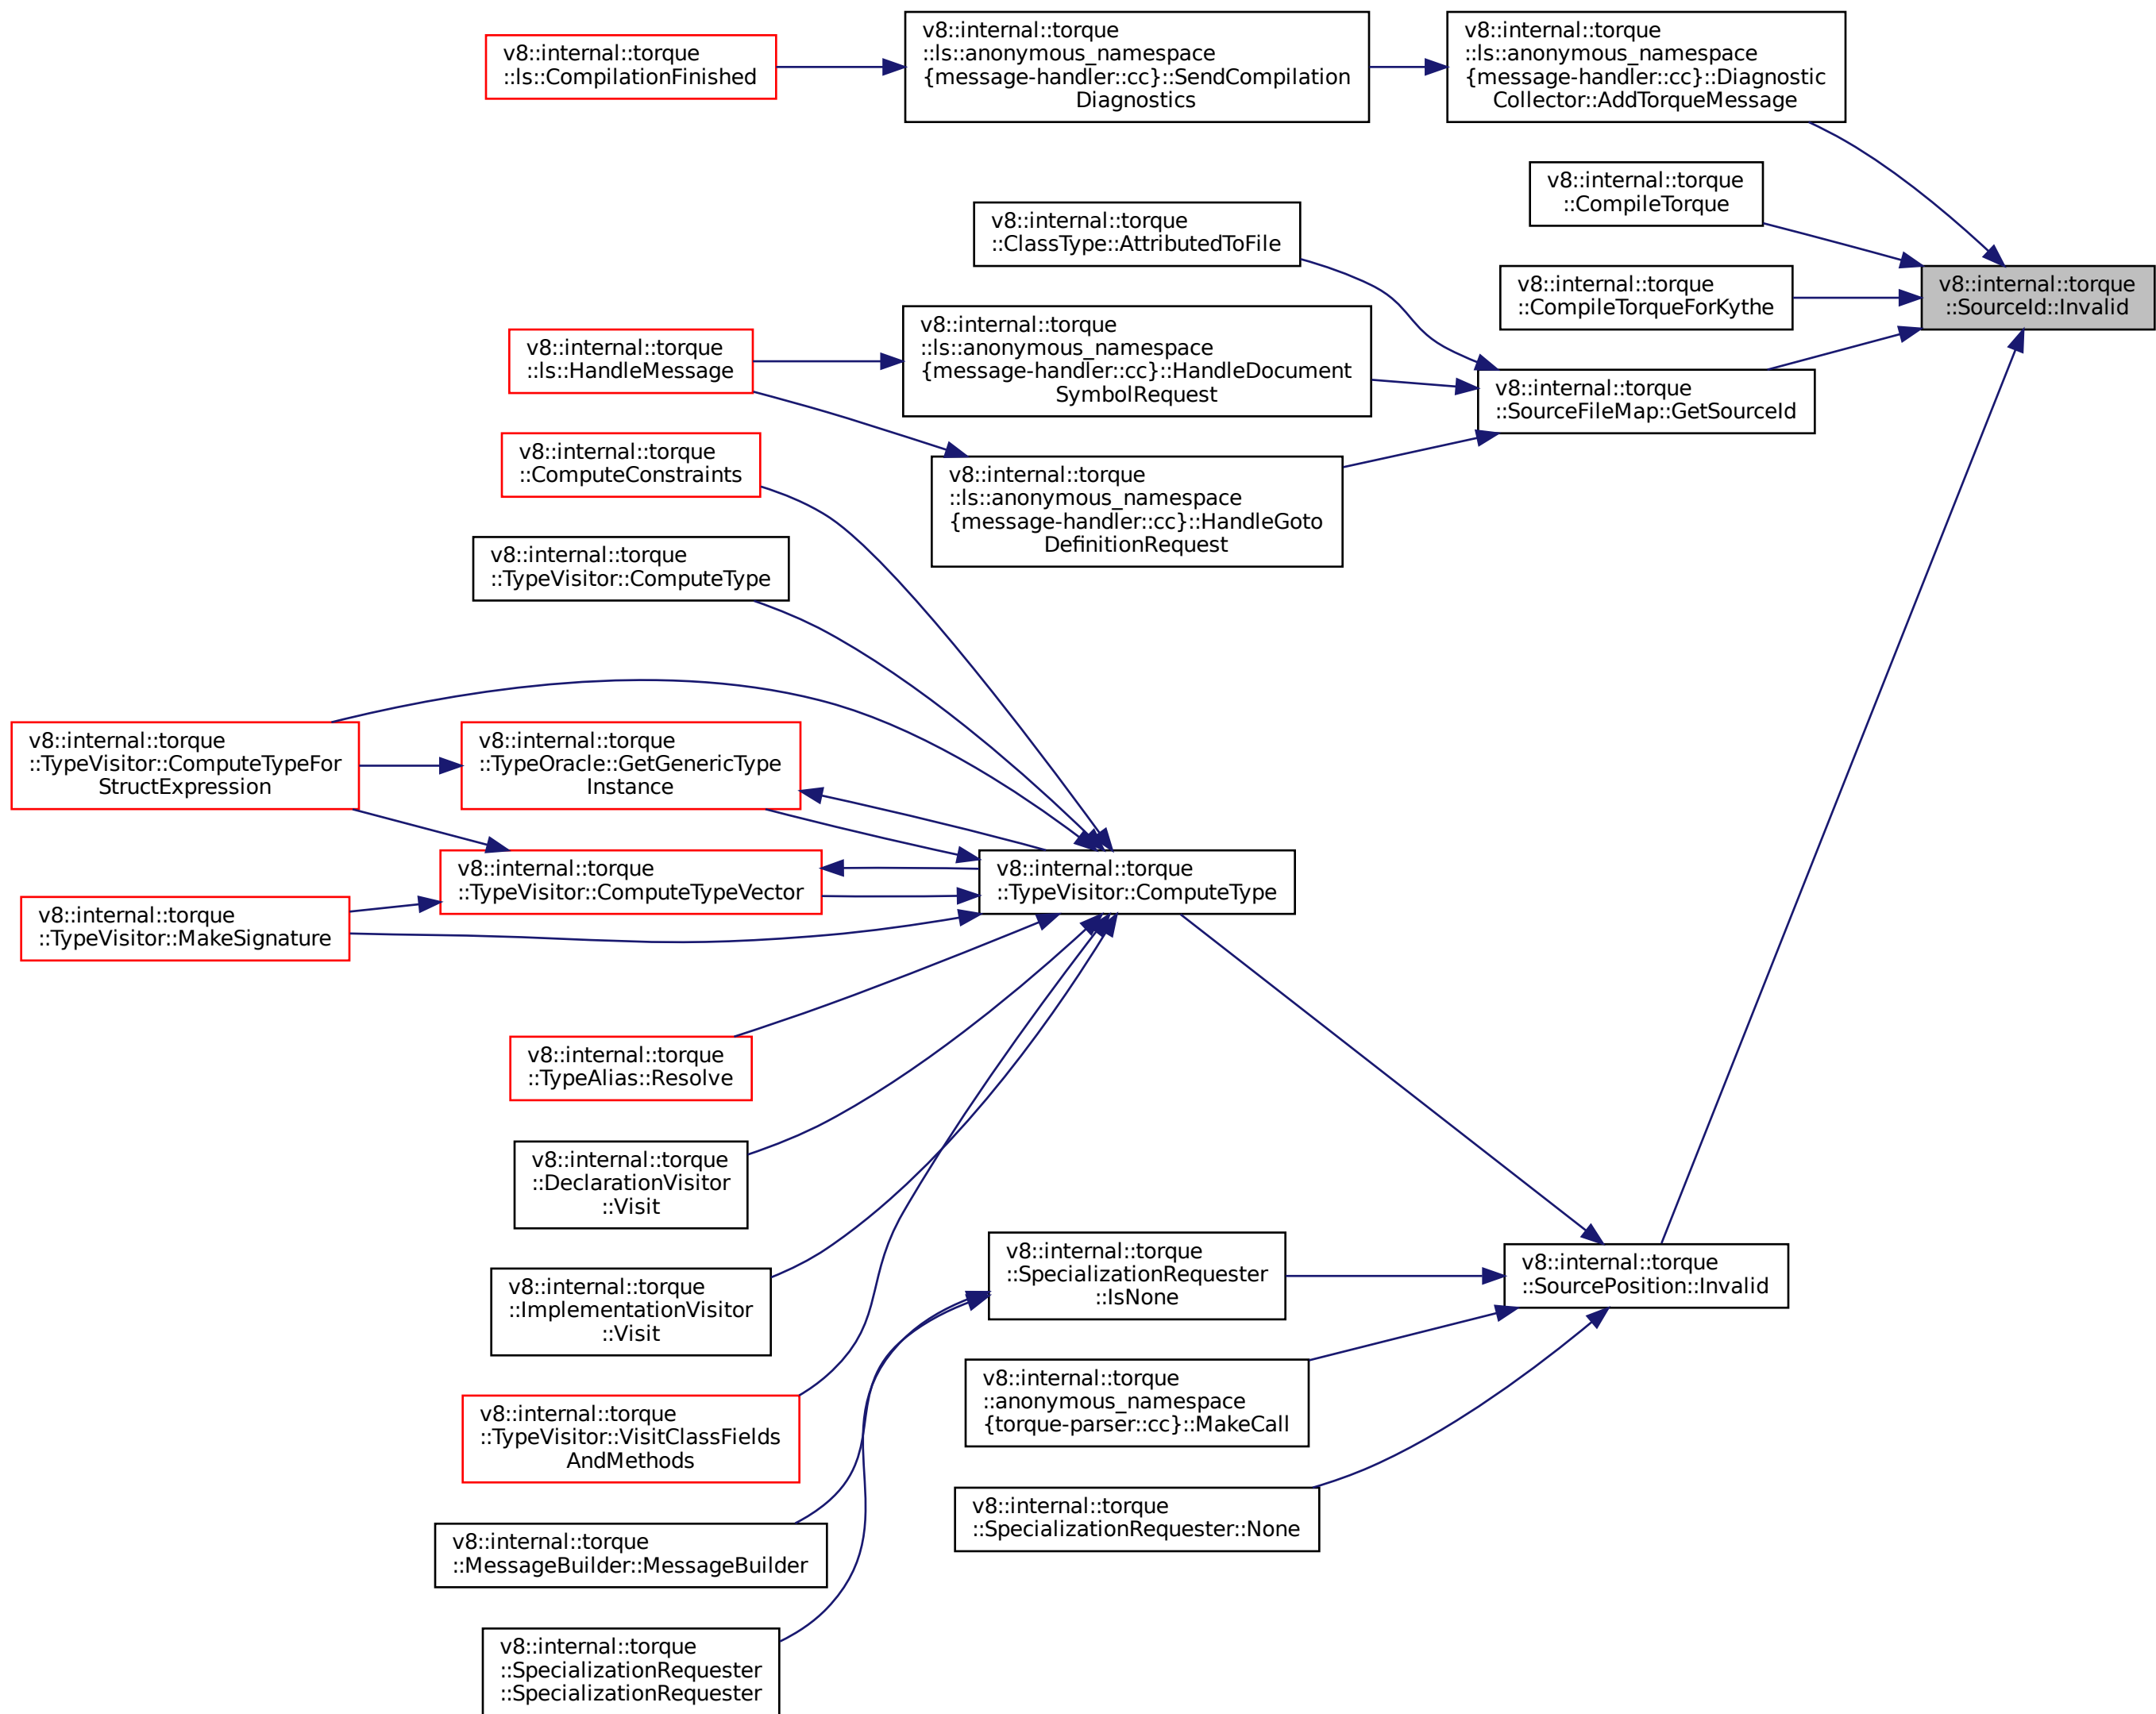 v8::internal::torque
::ls::CompilationFinished
v8::internal::torque
::ls::anonymous_namespace
{message-handler::cc}::SendCompilation
Diagnostics
v8::internal::torque
::ls::anonymous_namespace
{message-handler::cc}::Diagnostic
Collector::AddTorqueMessage
v8::internal::torque
::CompileTorque
v8::internal::torque
::ClassType::AttributedToFile
v8::internal::torque
::CompileTorqueForKythe
v8::internal::torque
::SourceId::Invalid
v8::internal::torque
::ls::HandleMessage
v8::internal::torque
::ls::anonymous_namespace
{message-handler::cc}::HandleDocument
SymbolRequest
v8::internal::torque
::SourceFileMap::GetSourceId
v8::internal::torque
::ComputeConstraints
v8::internal::torque
::ls::anonymous_namespace
{message-handler::cc}::HandleGoto
DefinitionRequest
v8::internal::torque
::TypeVisitor::ComputeType
v8::internal::torque
::TypeVisitor::ComputeTypeFor
StructExpression
v8::internal::torque
::TypeOracle::GetGenericType
Instance
v8::internal::torque
::TypeVisitor::ComputeTypeVector
v8::internal::torque
::TypeVisitor::ComputeType
v8::internal::torque
::TypeVisitor::MakeSignature
v8::internal::torque
::TypeAlias::Resolve
v8::internal::torque
::DeclarationVisitor
::Visit
v8::internal::torque
::ImplementationVisitor
::Visit
v8::internal::torque
::SpecializationRequester
::IsNone
v8::internal::torque
::SourcePosition::Invalid
v8::internal::torque
::anonymous_namespace
{torque-parser::cc}::MakeCall
v8::internal::torque
::TypeVisitor::VisitClassFields
AndMethods
v8::internal::torque
::SpecializationRequester::None
v8::internal::torque
::MessageBuilder::MessageBuilder
v8::internal::torque
::SpecializationRequester
::SpecializationRequester